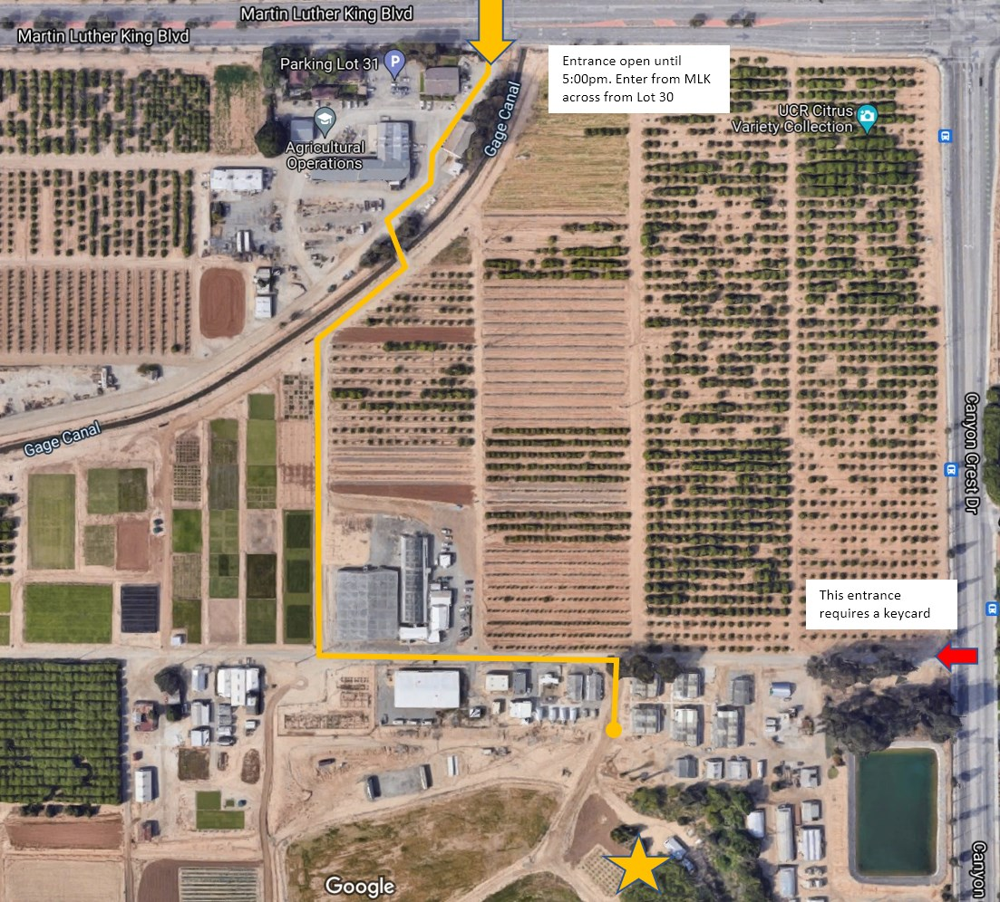 Martin Luther King Blvd
Martin Luther King Blvd
Parking Lot 31
P
Entrance open until
5:00pm. Enter from MLK
across from Lot 30
Gage Canal
UCR Citrus
Variety Collection
Agricultural
Operations
Gage Canal
Canyon Crest Dr
This entrance
requires a keycard
Canyon
Google